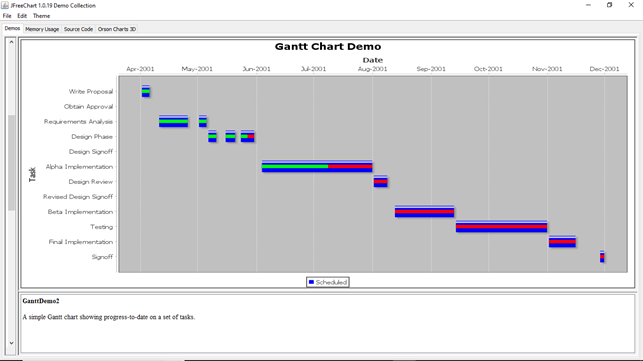 JFreeChart 1.0.19 Demo Collection
File Edit Theme
Demos Memory Usage Source Code Orson Charts 3D
Gantt Chart Demo
Date
Apr-2001 May-2001 Jun-2001 Jul-2001 Aug-2001 Sep-2001 Oct-2001 Nov-2001 Dec-2001
Task
Write Proposal
Obtain Approval
Requirements Analysis
Design Phase
Design Signoff
Alpha Implementation
Design Review
Revised Design Signoff
Beta Implementation
Testing
Final Implementation
Signoff
Scheduled
GanttDemo2
A simple Gantt chart showing progress-to-date on a set of tasks.